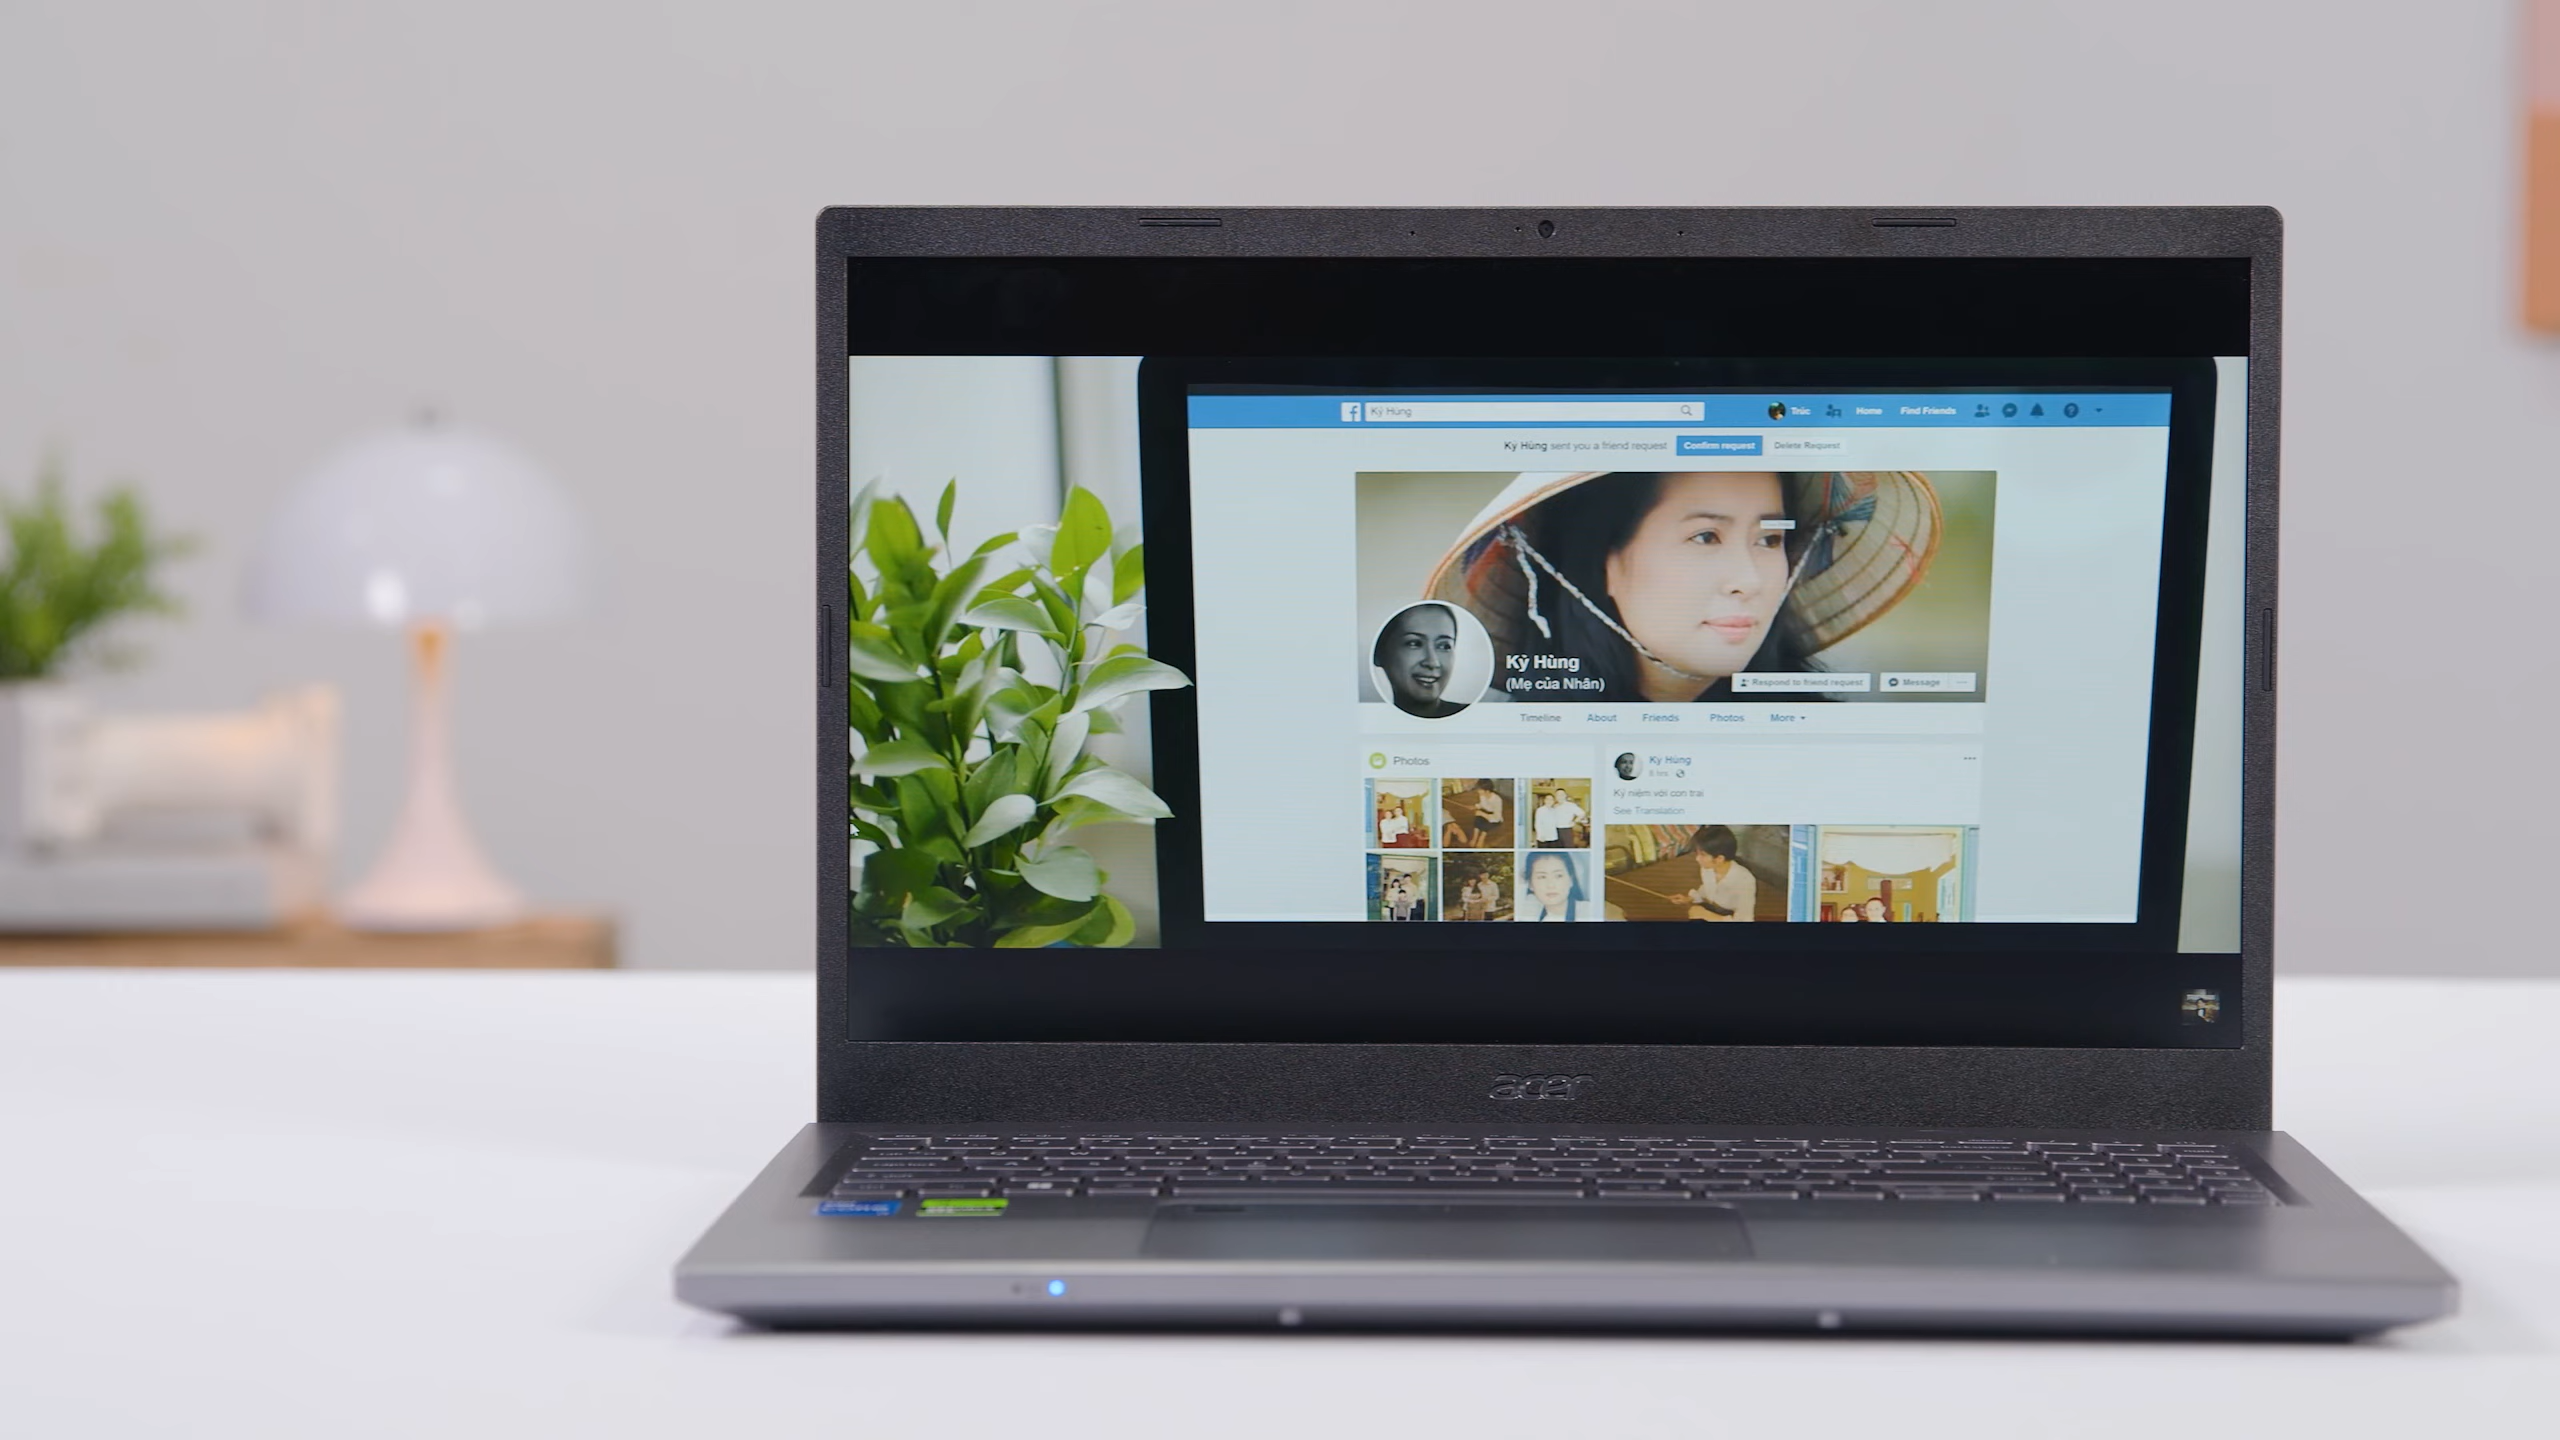 Kỳ Hùng
Trúc
Home
Find Friends
Kỳ Hùng sent you a friend request
Confirm request
Delete Request
Kỳ Hùng
(Mẹ của Nhân)
Respond to friend request
Message
Timeline
About
Friends
Photos
More
Photos
Kỳ Hùng
8 hrs
Kỷ niệm với con trai
See Translation
acer